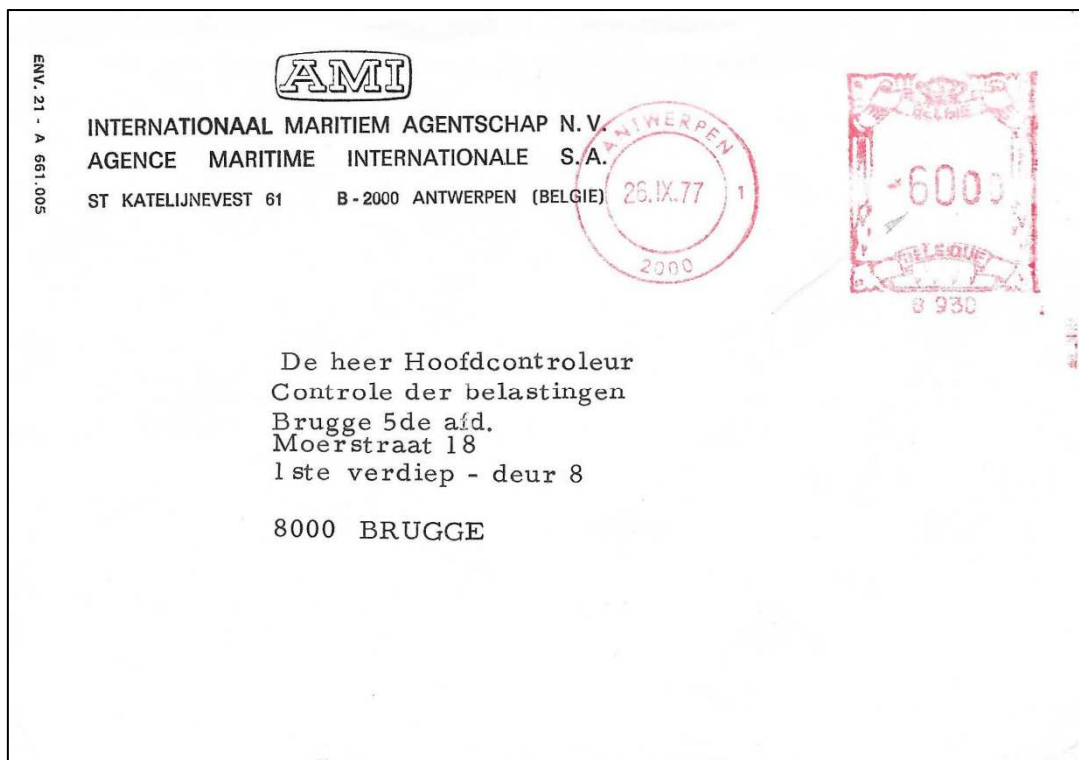 ENV. 21 - A 661.005
AMI
INTERNATIONAAL MARITIEM AGENTSCHAP N.V.
AGENCE MARITIME INTERNATIONALE S.A.
ST KATELIJNEVEST 61 B-2000 ANTWERPEN (BELGIE)
ANTWERPEN
26.IX.77
1
2000
BELGIE
6000
BELGIQUE
B 930
De heer Hoofdcontroleur
Controle der belastingen
Brugge 5de afd.
Moerstraat 18
1ste verdiep - deur 8
8000 BRUGGE